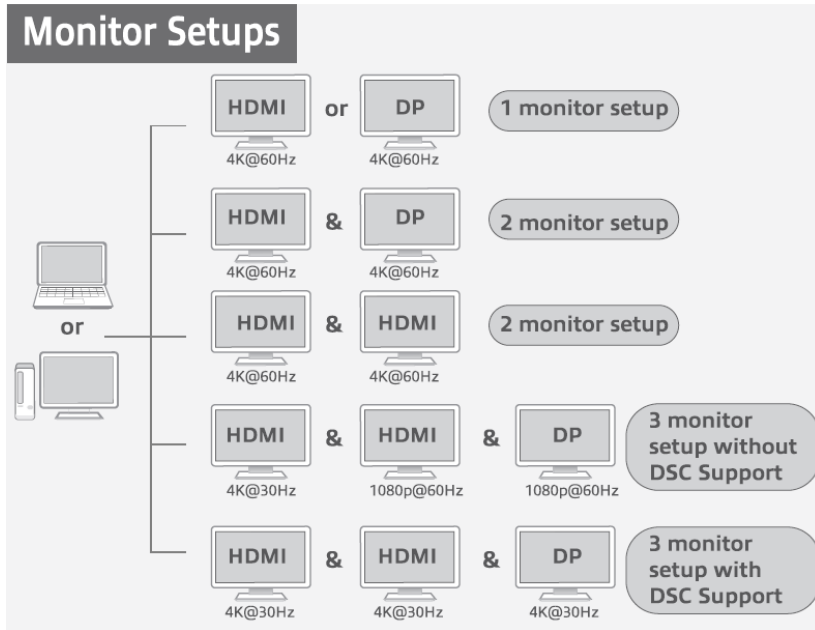 Monitor Setups
HDMI or DP 1 monitor setup
4K@60Hz 4K@60Hz
HDMI & DP 2 monitor setup
4K@60Hz 4K@60Hz
or
HDMI & HDMI 2 monitor setup
4K@60Hz 4K@60Hz
HDMI & HDMI & DP
4K@30Hz 1080p@60Hz 1080p@60Hz
3 monitor
setup without
DSC Support
HDMI & HDMI & DP
4K@30Hz 4K@30Hz 4K@30Hz
3 monitor
setup with
DSC Support